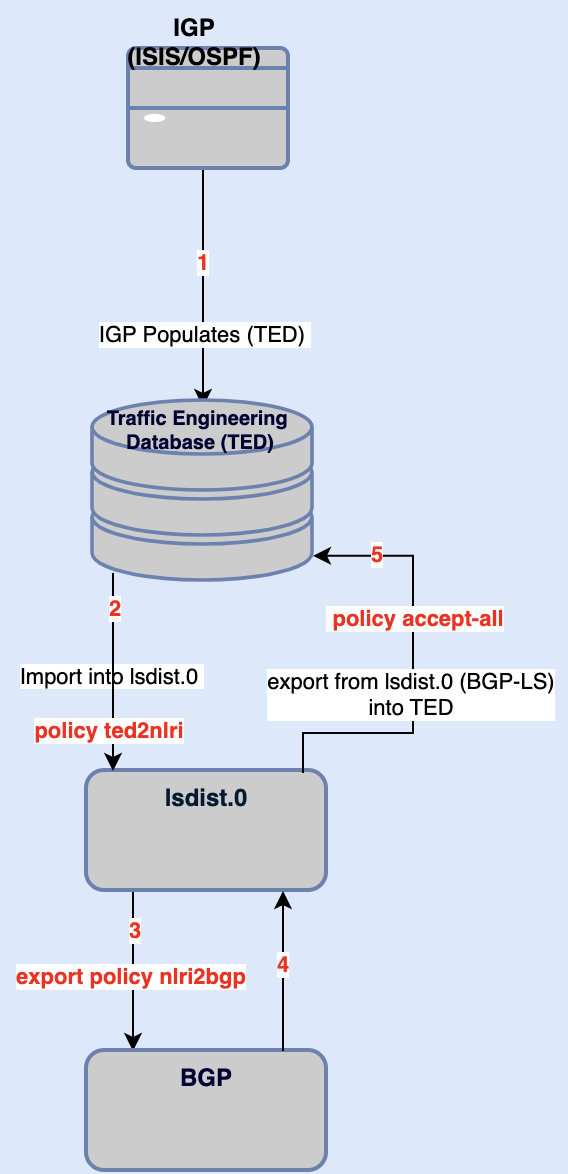 IGP
(ISIS/OSPF)
1
IGP Populates (TED)
Traffic Engineering
Database (TED)
5
2
policy accept-all
Import into lsdist.0
export from lsdist.0 (BGP-LS)
into TED
policy ted2nlri
lsdist.0
3
4
export policy nlri2bgp
BGP